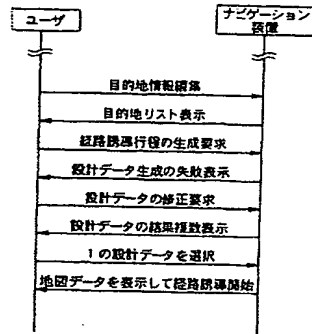 ユーザ
ナビゲーション
装置
目的地情報編集
目的地リスト表示
経路誘導行程の生成要求
設計データ生成の失敗表示
設計データの修正要求
設計データの結果複数表示
1の設計データを選択
地図データを表示して経路誘導開始